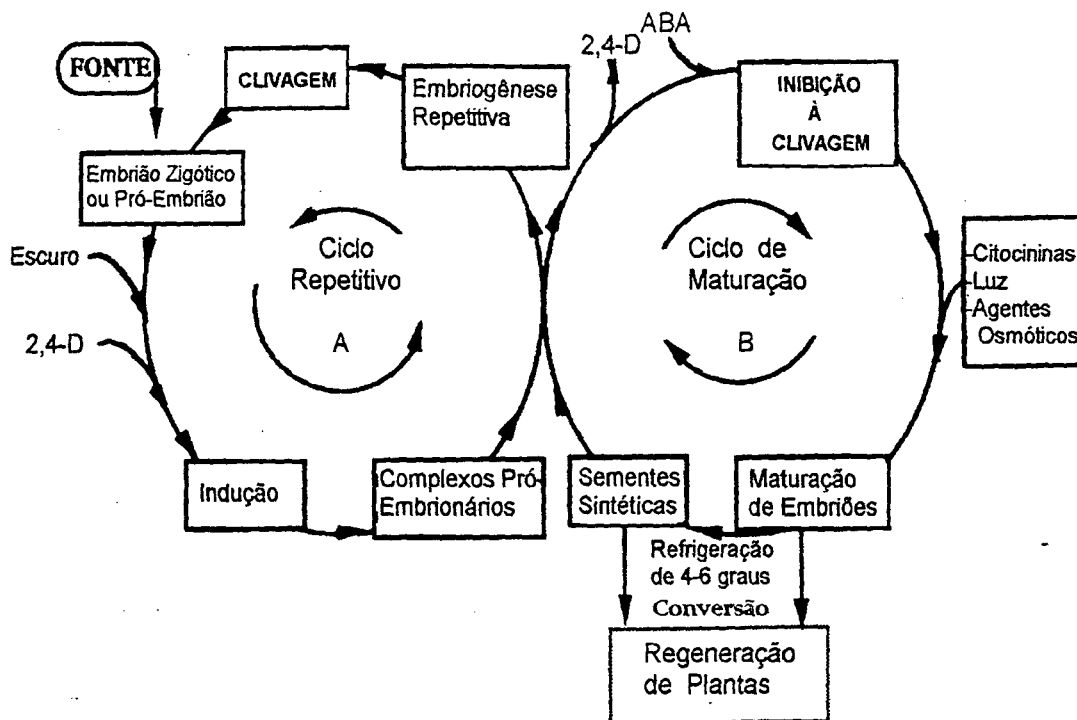 FONTE
CLIVAGEM
Embriogênese
Repetitiva
2,4-D
ABA
INIBIÇÃO
À
CLIVAGEM
Embrião Zigótico
ou Pró-Embrião
Escuro
2,4-D
Ciclo
Repetitivo
A
Ciclo de
Maturação
B
-Citocininas
-Luz
-Agentes
Osmóticos
Indução
Complexos Pró-
Embrionários
Sementes
Sintéticas
Maturação
de Embriões
Refrigeração
de 4-6 graus
Conversão
Regeneração
de Plantas